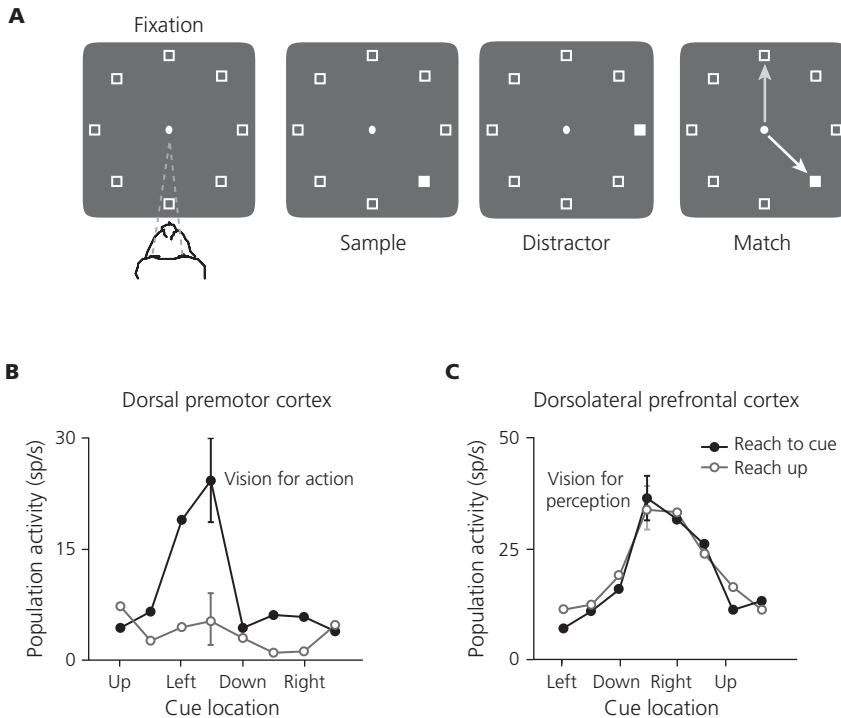 A
Fixation
Sample
Distractor
Match
B
Dorsal premotor cortex
30
15
0
Population activity (sp/s)
Vision for action
Up
Left
Down
Right
Cue location
C
Dorsolateral prefrontal cortex
50
25
0
Population activity (sp/s)
Vision for
perception
Reach to cue
Reach up
Left
Down
Right
Up
Cue location